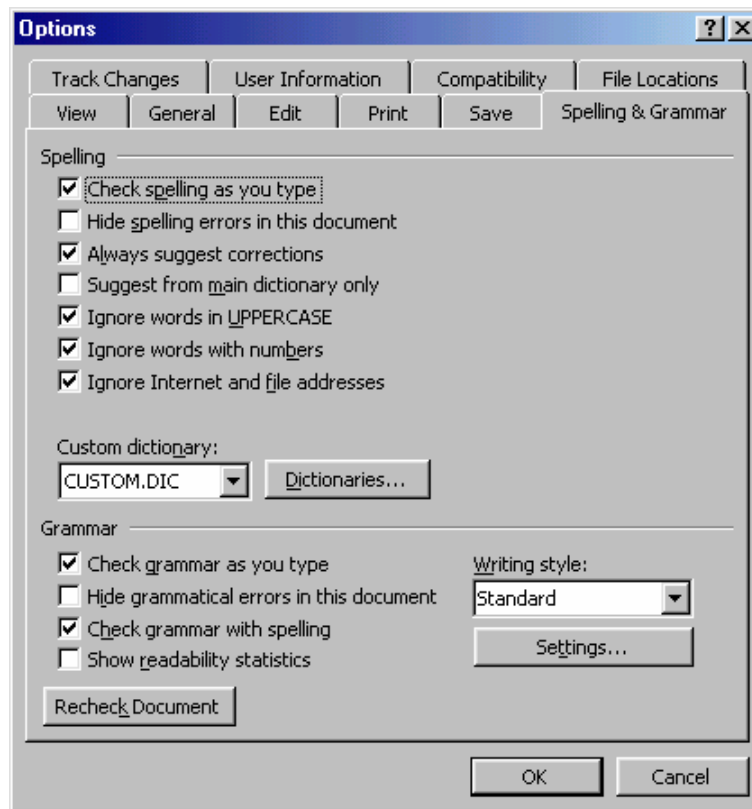 Options
Track Changes User Information Compatibility File Locations
View General Edit Print Save Spelling & Grammar
Spelling
Check spelling as you type
Hide spelling errors in this document
Always suggest corrections
Suggest from main dictionary only
Ignore words in UPPERCASE
Ignore words with numbers
Ignore Internet and file addresses
Custom dictionary:
CUSTOM.DIC Dictionaries...
Grammar
Check grammar as you type Writing style:
Hide grammatical errors in this document Standard
Check grammar with spelling
Show readability statistics Settings...
Recheck Document
OK Cancel